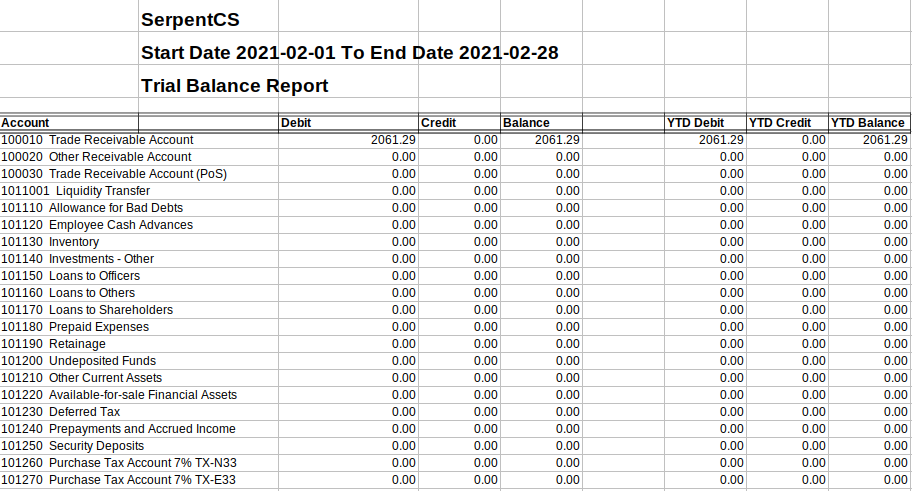 SerpentCS
Start Date 2021-02-01 To End Date 2021-02-28
Trial Balance Report
Account Debit Credit Balance YTD Debit YTD Credit YTD Balance
100010 Trade Receivable Account 2061.29 0.00 2061.29 2061.29 0.00 2061.29
100020 Other Receivable Account 0.00 0.00 0.00 0.00 0.00 0.00
100030 Trade Receivable Account (PoS) 0.00 0.00 0.00 0.00 0.00 0.00
1011001 Liquidity Transfer 0.00 0.00 0.00 0.00 0.00 0.00
101110 Allowance for Bad Debts 0.00 0.00 0.00 0.00 0.00 0.00
101120 Employee Cash Advances 0.00 0.00 0.00 0.00 0.00 0.00
101130 Inventory 0.00 0.00 0.00 0.00 0.00 0.00
101140 Investments - Other 0.00 0.00 0.00 0.00 0.00 0.00
101150 Loans to Officers 0.00 0.00 0.00 0.00 0.00 0.00
101160 Loans to Others 0.00 0.00 0.00 0.00 0.00 0.00
101170 Loans to Shareholders 0.00 0.00 0.00 0.00 0.00 0.00
101180 Prepaid Expenses 0.00 0.00 0.00 0.00 0.00 0.00
101190 Retainage 0.00 0.00 0.00 0.00 0.00 0.00
101200 Undeposited Funds 0.00 0.00 0.00 0.00 0.00 0.00
101210 Other Current Assets 0.00 0.00 0.00 0.00 0.00 0.00
101220 Available-for-sale Financial Assets 0.00 0.00 0.00 0.00 0.00 0.00
101230 Deferred Tax 0.00 0.00 0.00 0.00 0.00 0.00
101240 Prepayments and Accrued Income 0.00 0.00 0.00 0.00 0.00 0.00
101250 Security Deposits 0.00 0.00 0.00 0.00 0.00 0.00
101260 Purchase Tax Account 7% TX-N33 0.00 0.00 0.00 0.00 0.00 0.00
101270 Purchase Tax Account 7% TX-E33 0.00 0.00 0.00 0.00 0.00 0.00